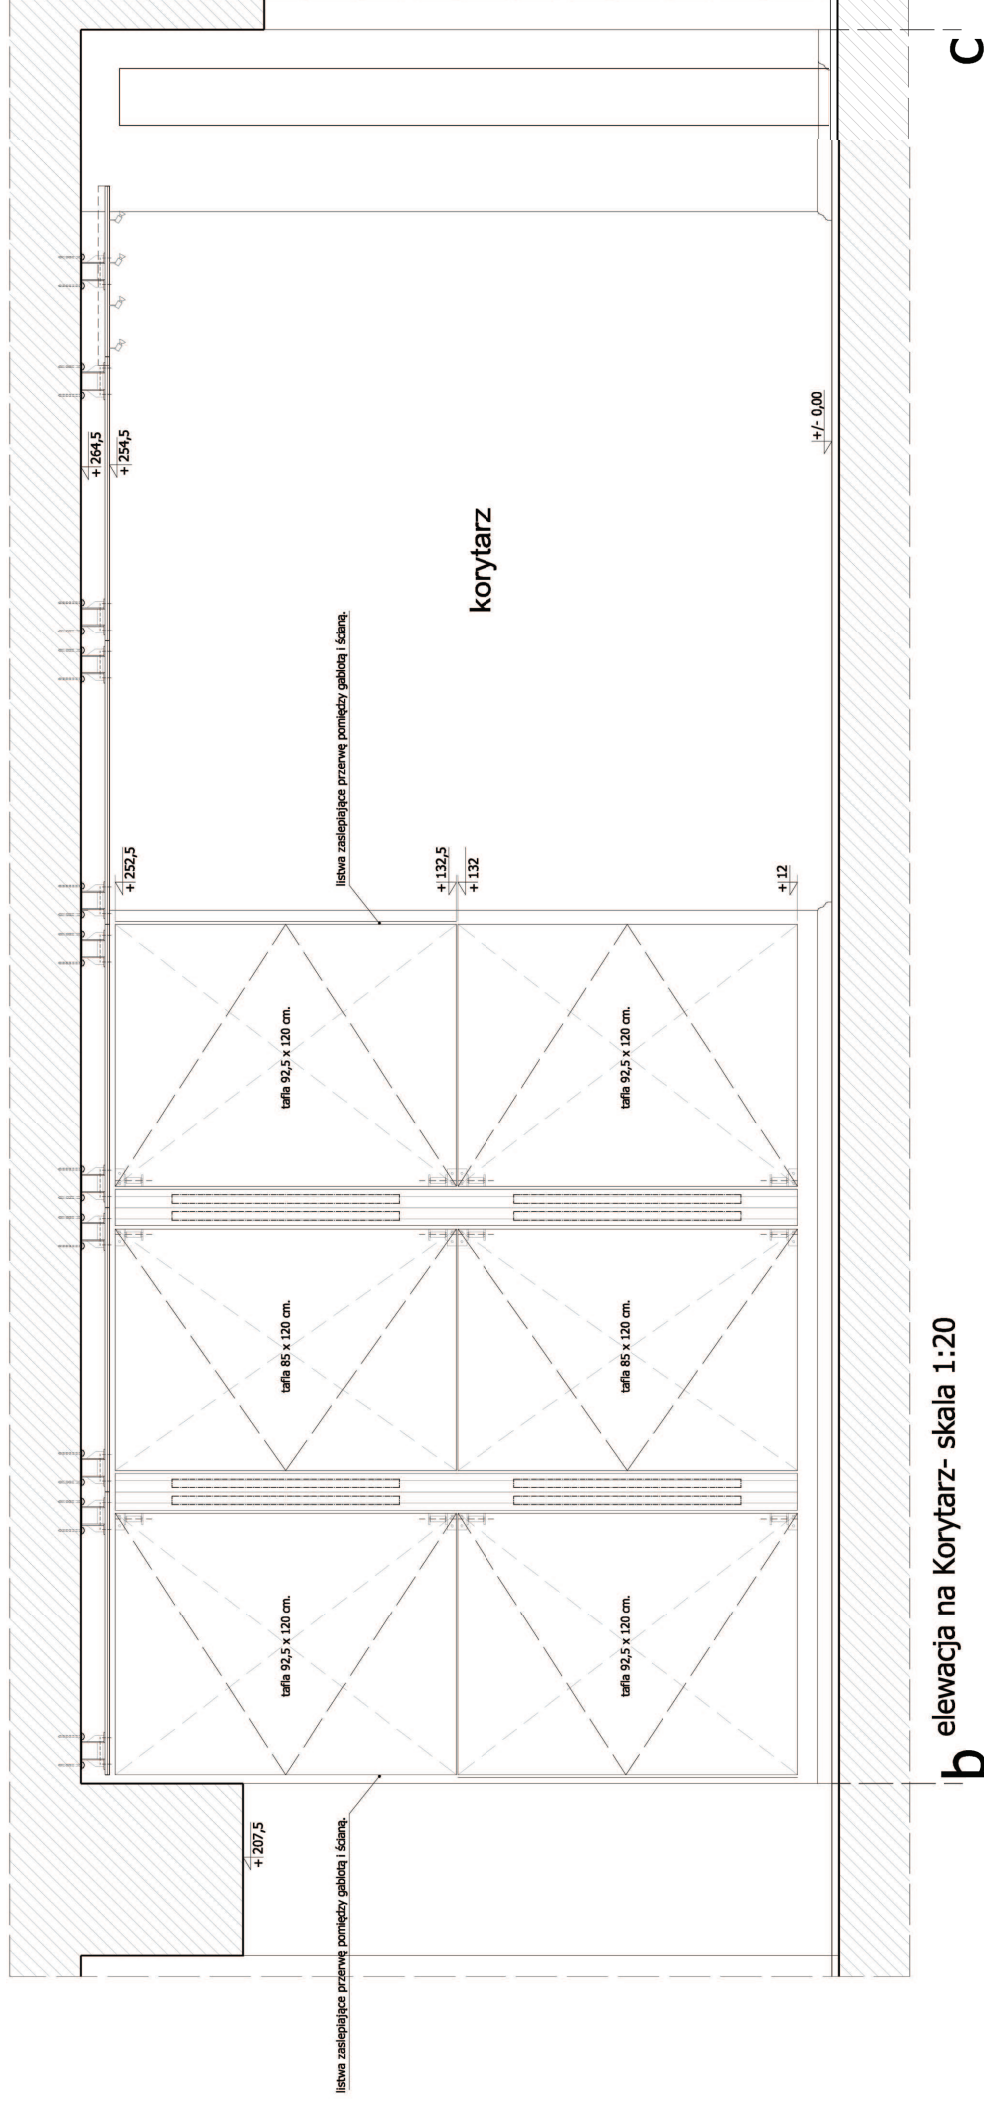 + 264,5
+ 254,5
+ 207,5
+ 252,5
listwa zaslepiające przerwę pomiędzy gablotą i ścianą.
listwa zaslepiające przerwę pomiędzy gablotą i ścianą.
tafla 92,5 x 120 cm.
tafla 85 x 120 cm.
tafla 92,5 x 120 cm.
+ 132,5
+ 132
korytarz
tafla 92,5 x 120 cm.
tafla 85 x 120 cm.
tafla 92,5 x 120 cm.
+ 12
+/- 0,00
b elewacja na Korytarz- skala 1:20
c